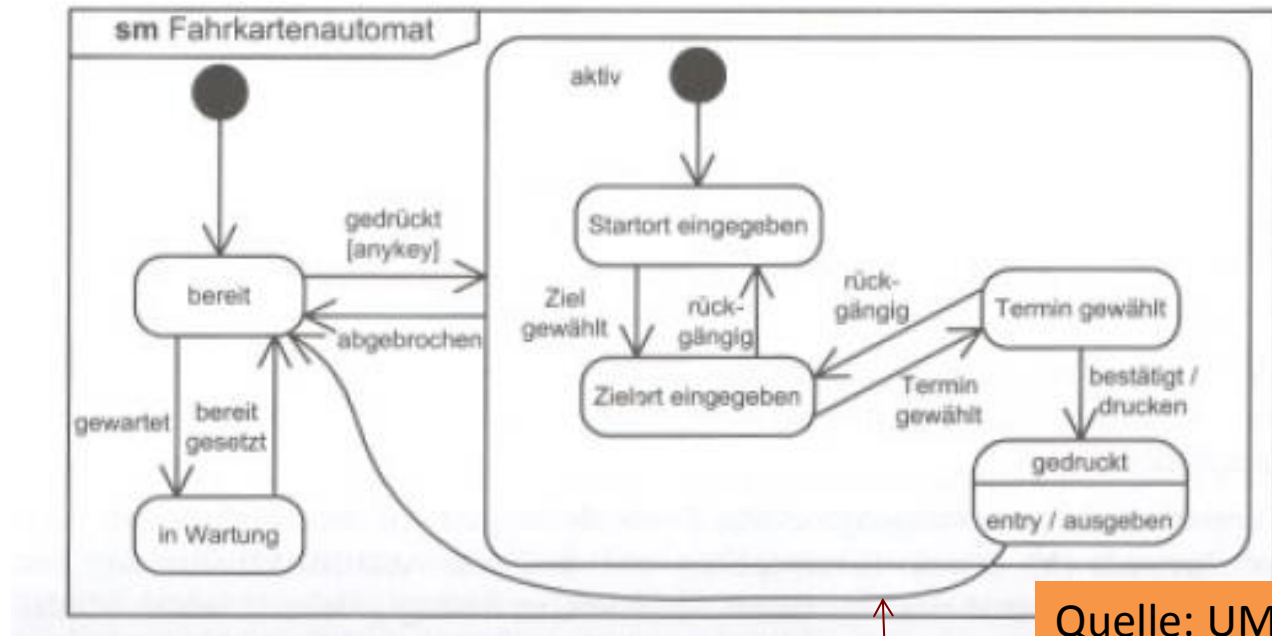 sm Fahrkartenautomat
aktiv
Startort eingegeben
gedrückt
[anykey]
bereit
abgebrochen
Ziel
gewählt
rück-
gängig
rück-
gängig
Termin gewählt
Zielort eingegeben
Termin
gewählt
bestätigt /
drucken
gewartet
bereit
gesetzt
gedruckt
entry / ausgeben
in Wartung
Quelle: UM